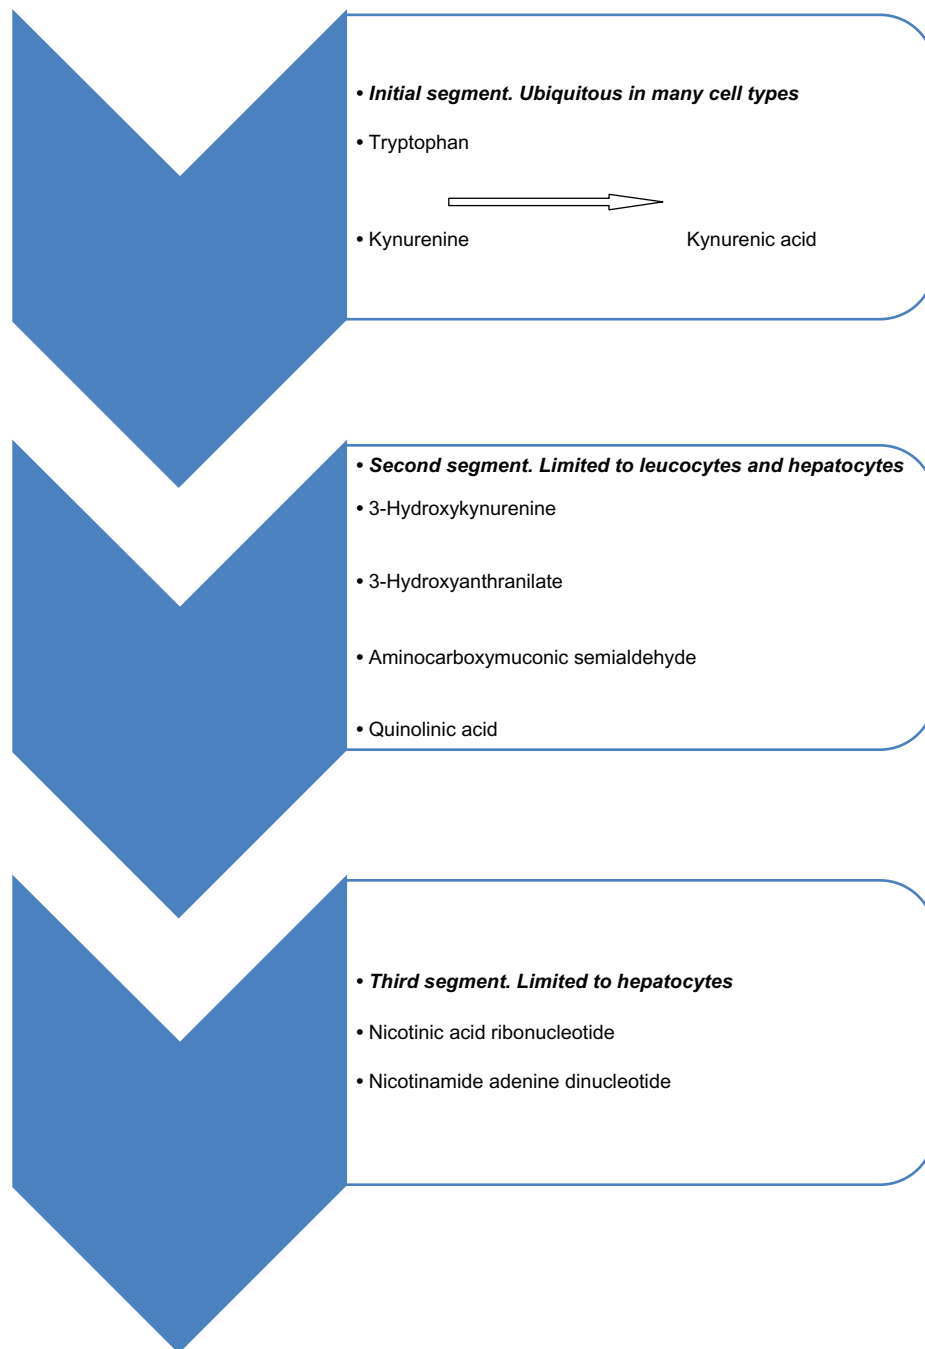 • Initial segment. Ubiquitous in many cell types
• Tryptophan
• Kynurenine Kynurenic acid
• Second segment. Limited to leucocytes and hepatocytes
• 3-Hydroxykynurenine
• 3-Hydroxyanthranilate
• Aminocarboxymuconic semialdehyde
• Quinolinic acid
• Third segment. Limited to hepatocytes
• Nicotinic acid ribonucleotide
• Nicotinamide adenine dinucleotide